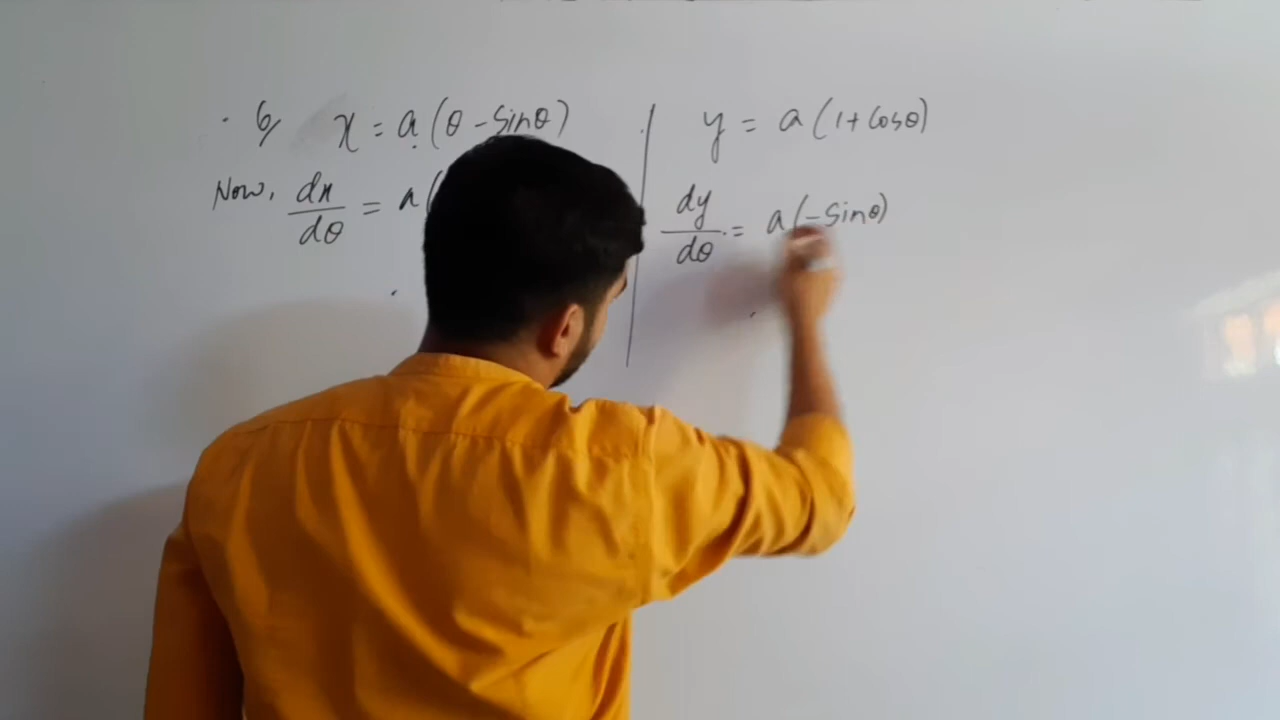 6/ x = a(θ - sinθ)
Now, dx/dθ = a(
y = a(1 + cosθ)
dy/dθ = a(-sinθ)